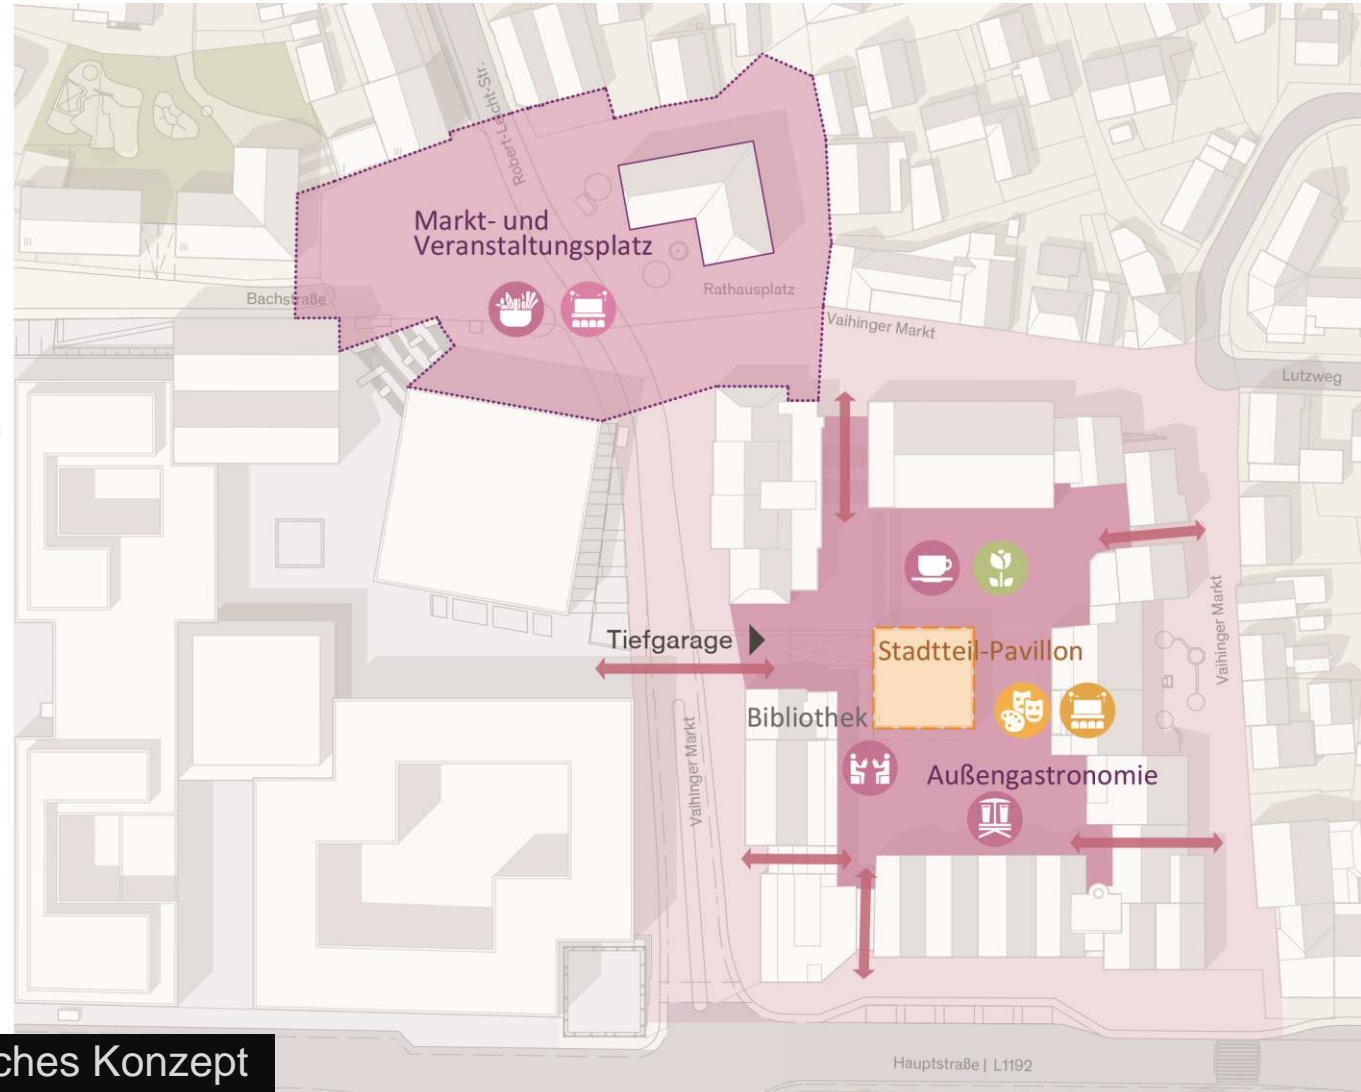 Robert-Leicht-Str.
Markt- und
Veranstaltungsplatz
Bachstraße
Rathausplatz
Vaihinger Markt
Lutzweg
Vaihinger Markt
Tiefgarage
Stadtteil-Pavillon
Bibliothek
Vaihinger Markt
Außengastronomie
Hauptstraße | L1192
ches Konzept